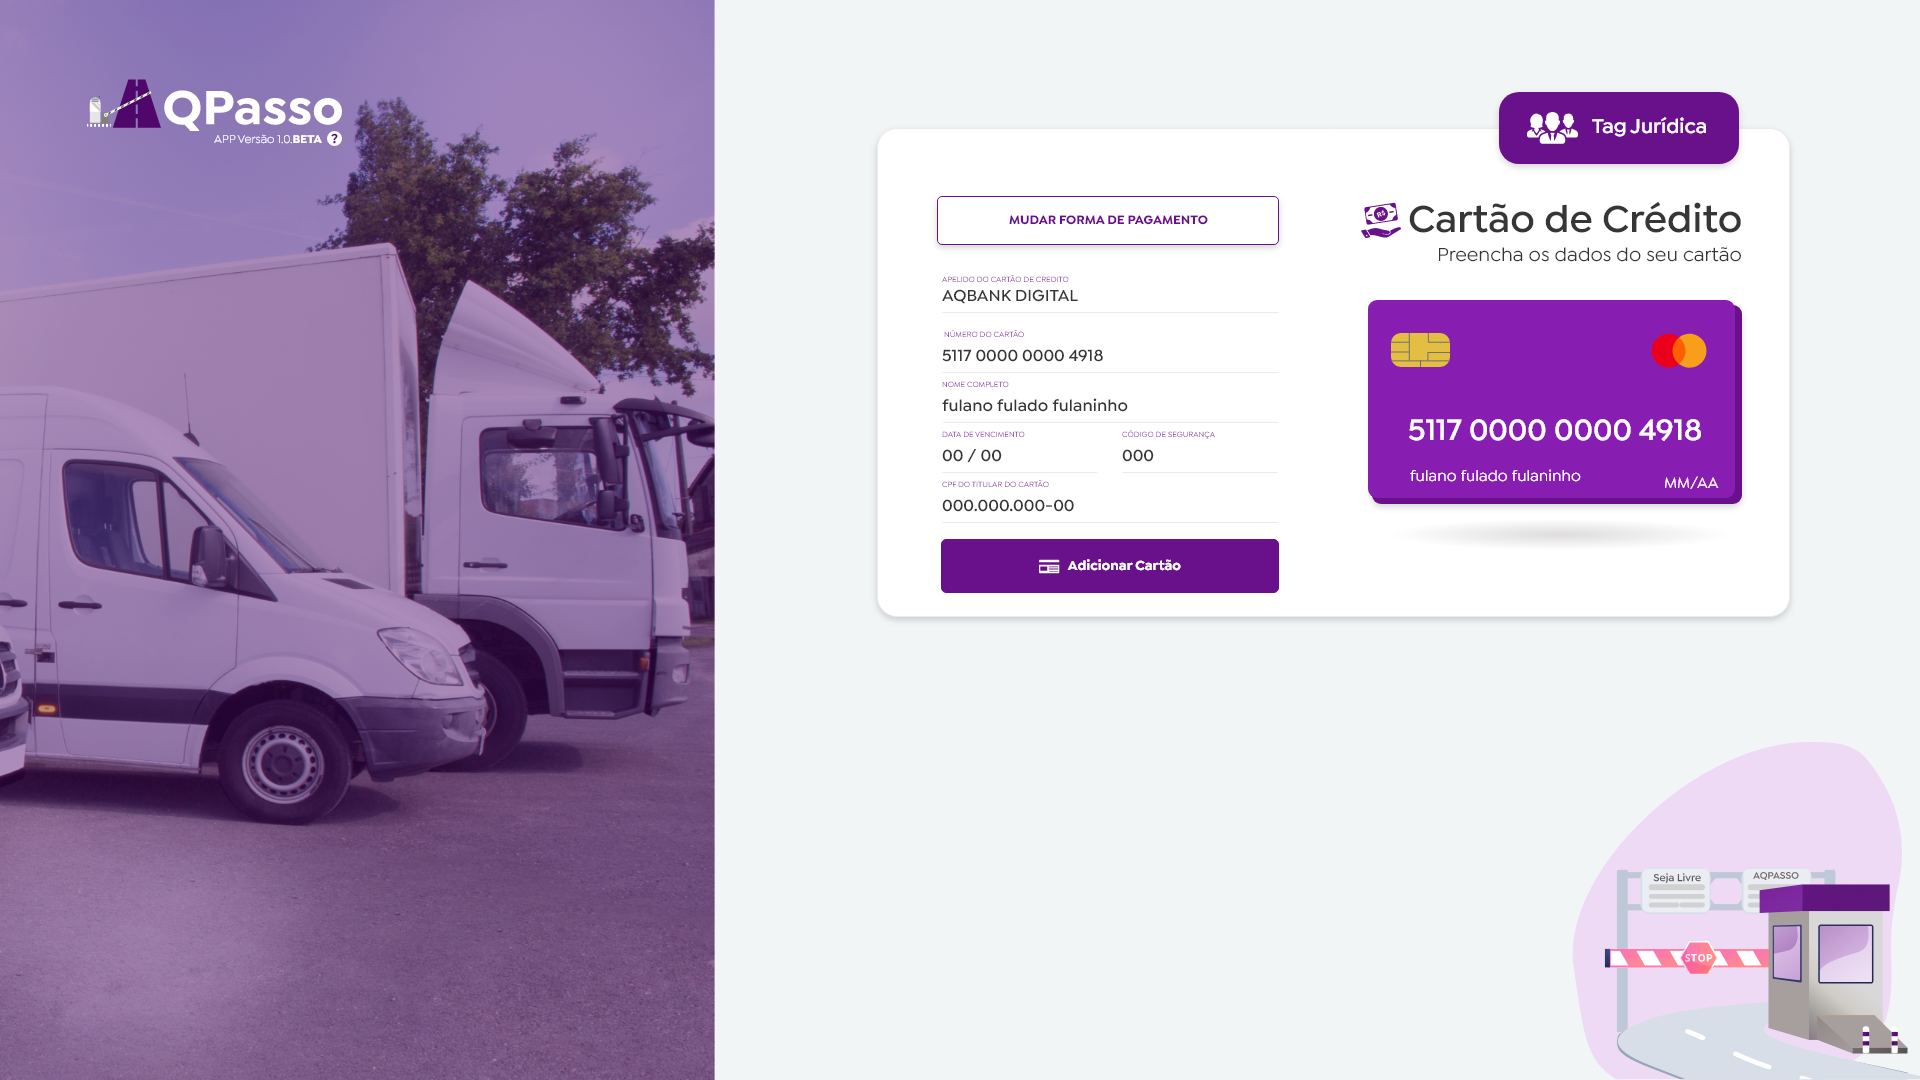 AQPasso
APP Versão 1.0.BETA ?
Tag Jurídica
MUDAR FORMA DE PAGAMENTO
APELIDO DO CARTÃO DE CREDITO
AQBANK DIGITAL
NÚMERO DO CARTÃO
5117 0000 0000 4918
NOME COMPLETO
fulano fulado fulaninho
DATA DE VENCIMENTO
00 / 00
CÓDIGO DE SEGURANÇA
000
CPF DO TITULAR DO CARTÃO
000.000.000-00
Adicionar Cartão
R$
Cartão de Crédito
Preencha os dados do seu cartão
5117 0000 0000 4918
fulano fulado fulaninho
MM/AA
Seja Livre
AQPASSO
STOP